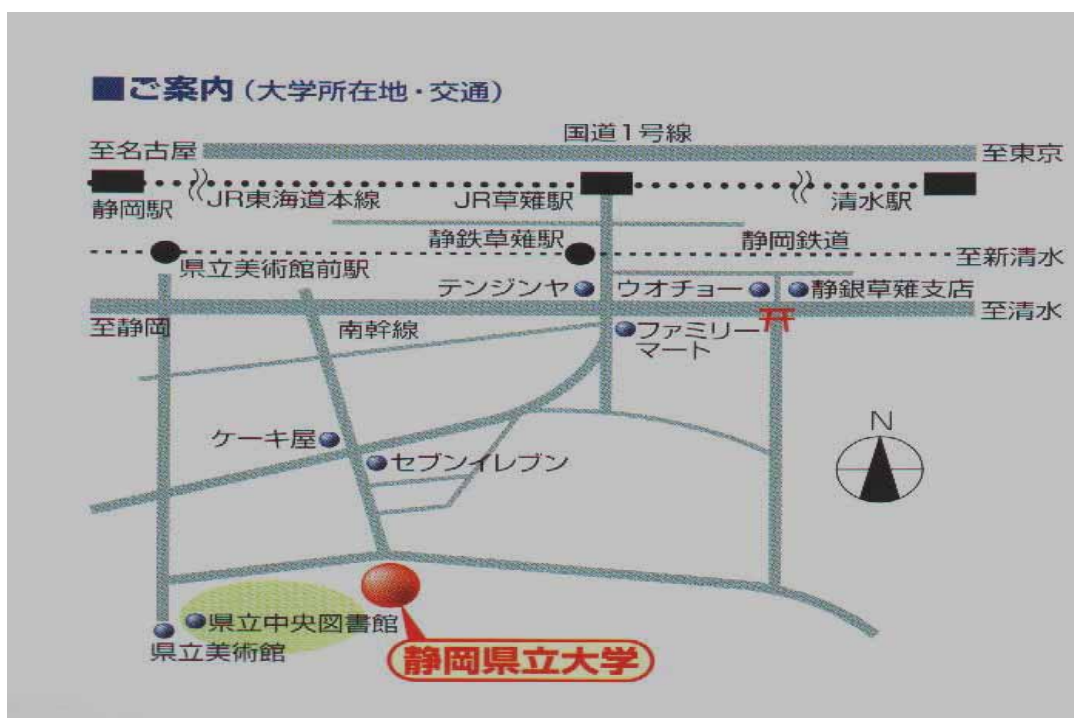 ■ご案内（大学所在地・交通）
国道1号線
至名古屋
至東京
静岡駅
JR東海道本線
JR草薙駅
清水駅
静鉄草薙駅
静岡鉄道
県立美術館前駅
至新清水
テンジンヤ
ウオチョー
静銀草薙支店
至静岡
南幹線
至清水
ファミリー
マート
N
ケーキ屋
セブンイレブン
県立中央図書館
県立美術館
静岡県立大学